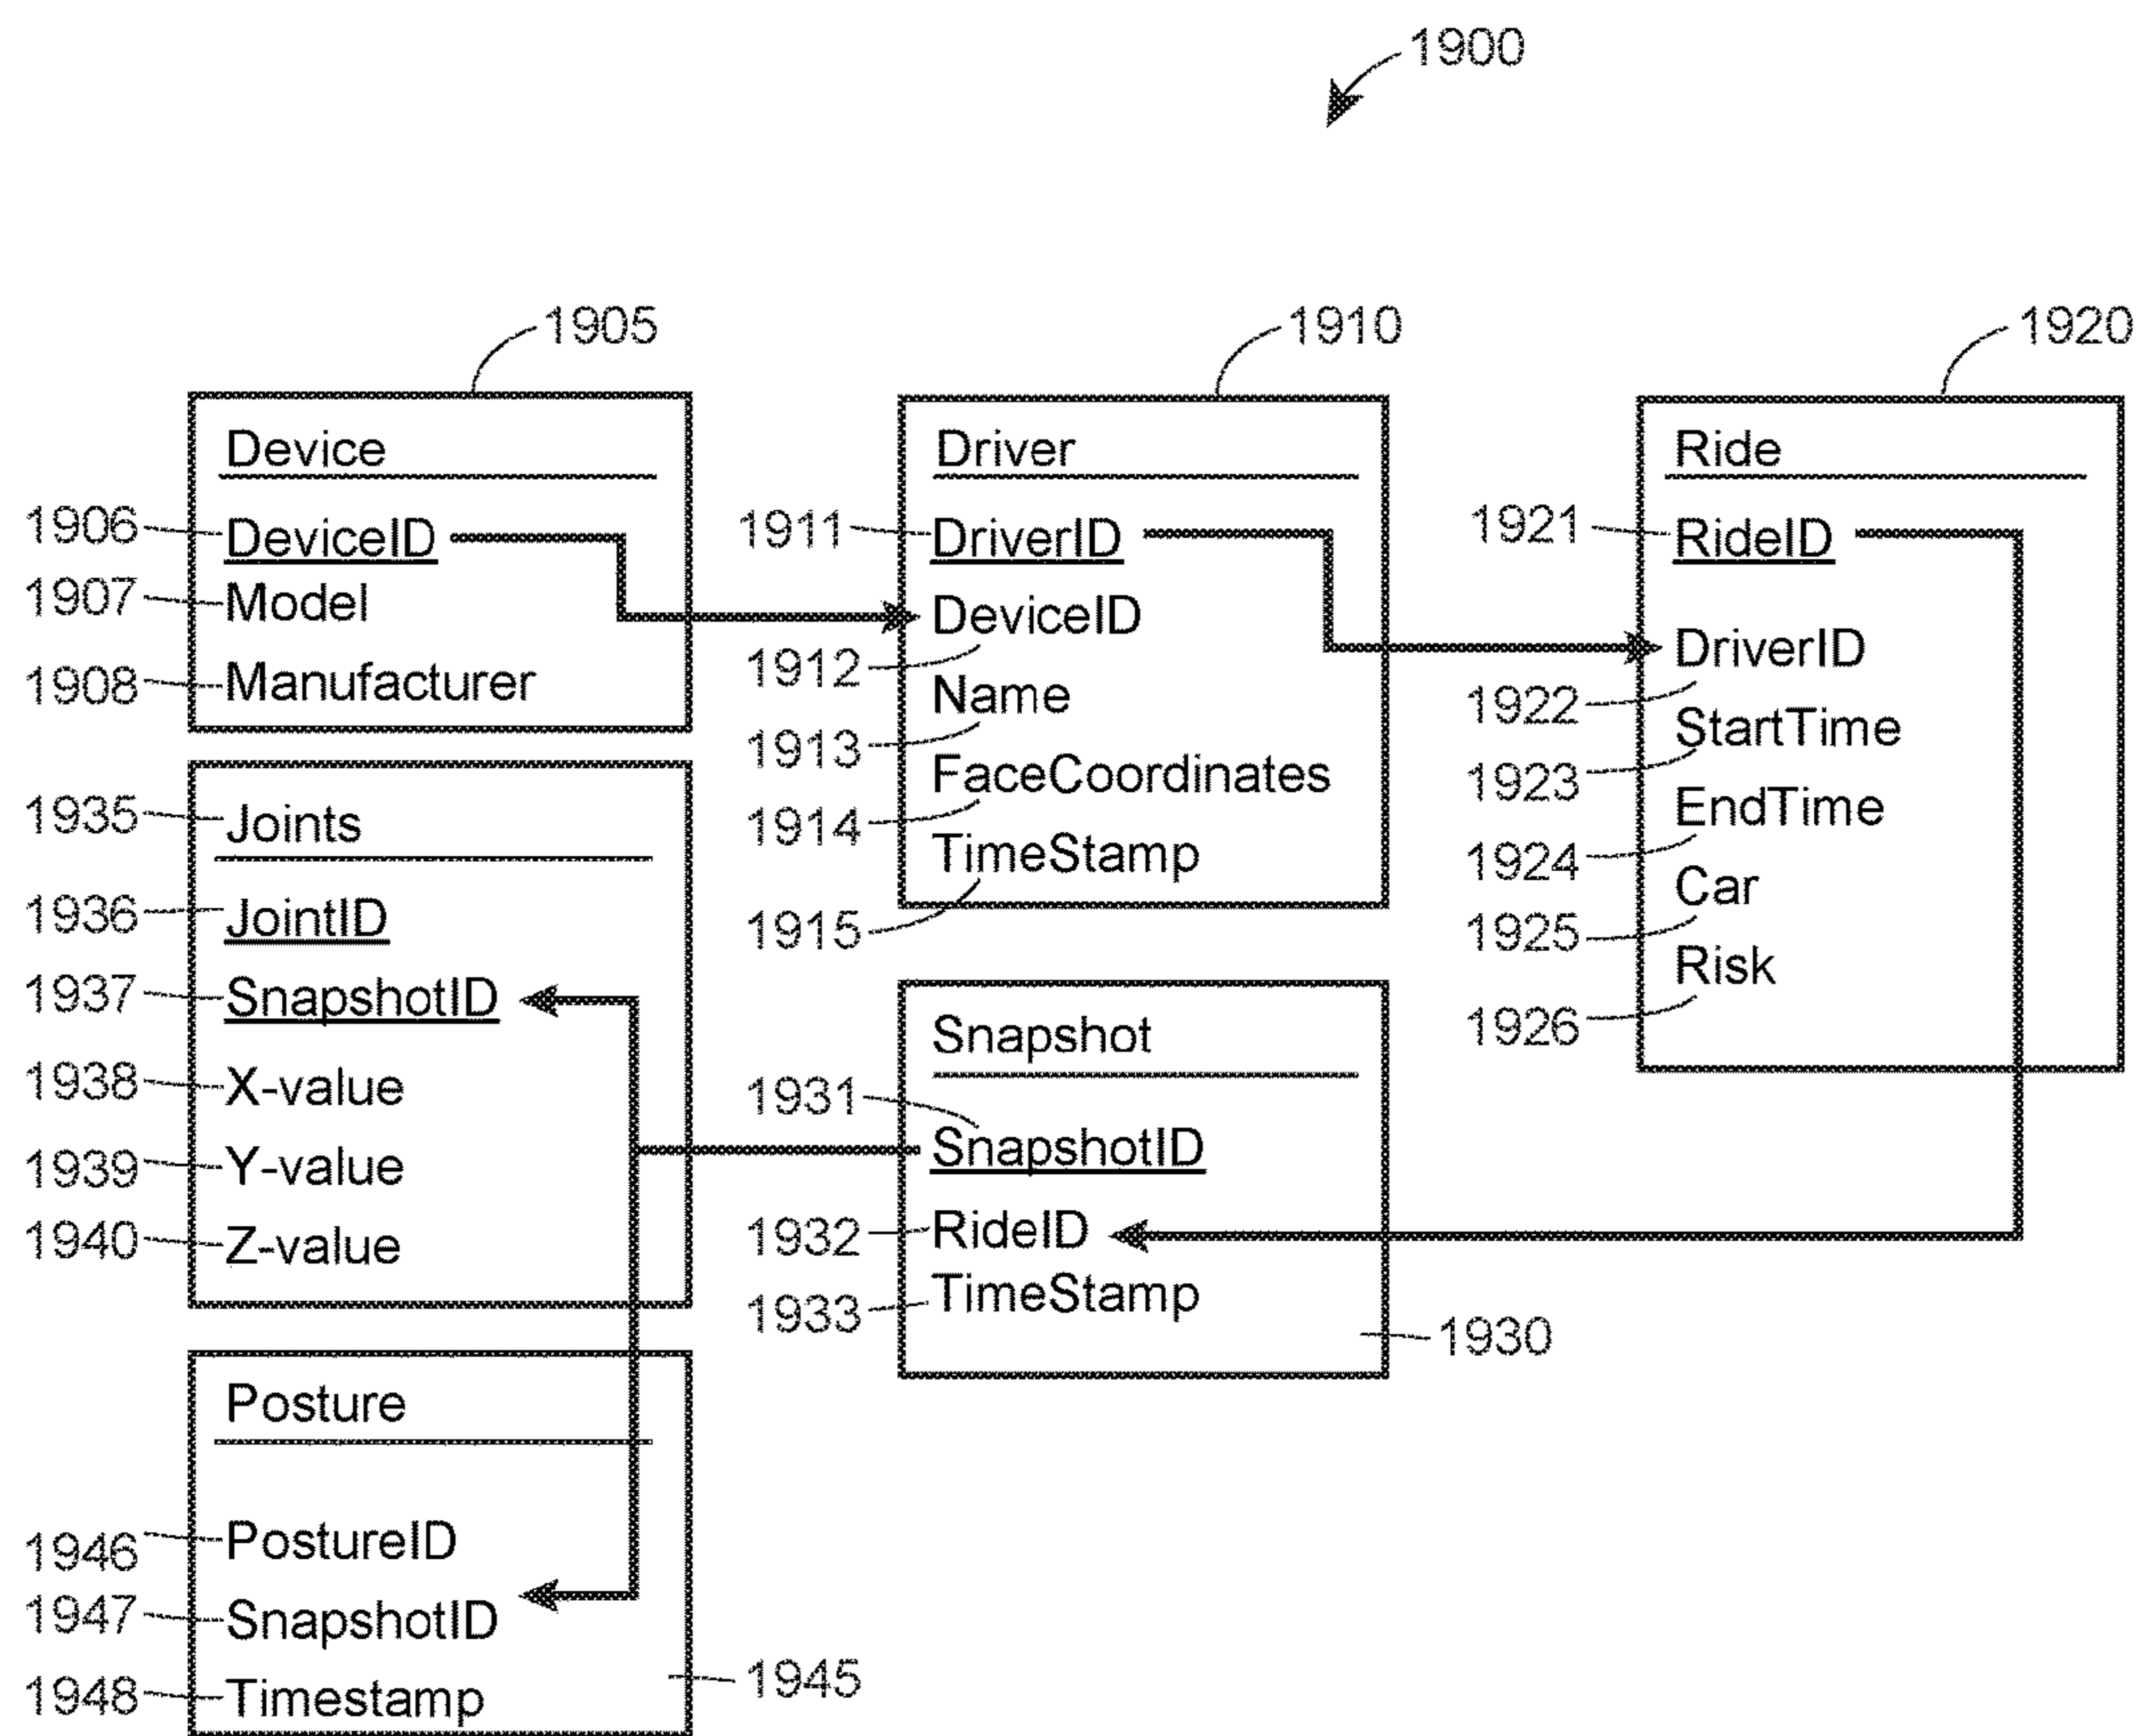 1900
1905
Device
1906 DeviceID
1907 Model
1908 Manufacturer
1910
Driver
1911 DriverID
DeviceID
1912
Name
1913
FaceCoordinates
1914
TimeStamp
1915
1920
Ride
1921 RideID
DriverID
1922
StartTime
1923
EndTime
1924
Car
1925
Risk
1926
1935 Joints
1936 JointID
1937 SnapshotID
1938 X-value
1939 Y-value
1940 Z-value
Snapshot
1931
SnapshotID
1932 RideID
1933 TimeStamp
1930
Posture
1946 PostureID
1947 SnapshotID
1948 Timestamp
1945